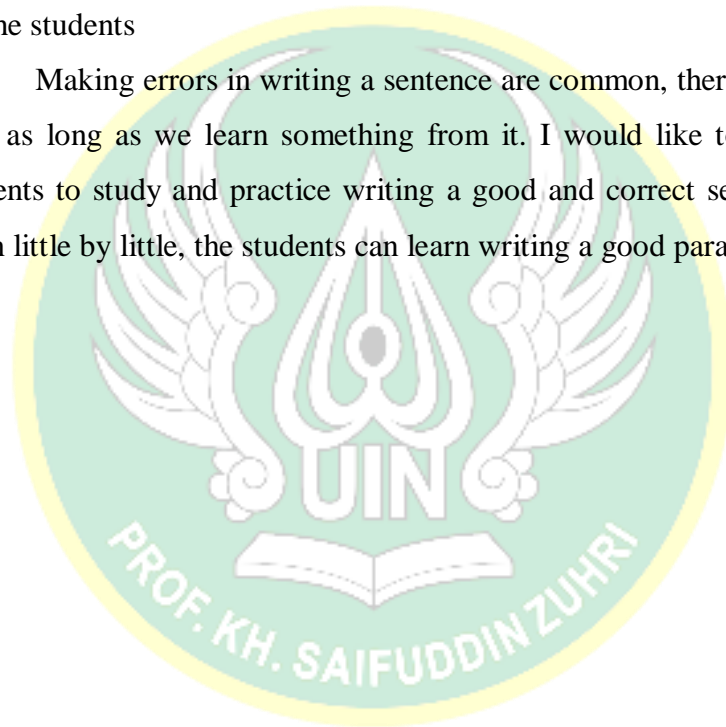 ne students
Making errors in writing a sentence are common, ther
as long as we learn something from it. I would like t
ents to study and practice writing a good and correct se
n little by little, the students can learn writing a good para
UIN
PROF. KH. SAIFUDDIN ZUHRI